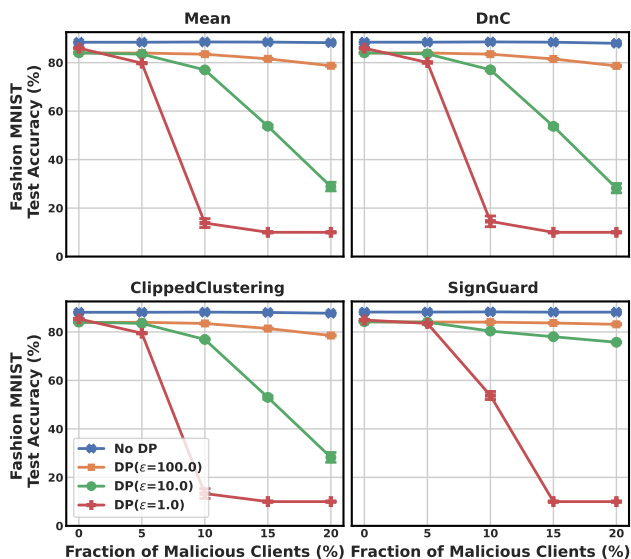 Mean
DnC
Fashion MNIST
Test Accuracy (%)
80
60
40
20
0
ClippedClustering
SignGuard
Fashion MNIST
Test Accuracy (%)
80
60
40
20
0
No DP
DP(ε=100.0)
DP(ε=10.0)
DP(ε=1.0)
0 5 10 15 20
0 5 10 15 20
Fraction of Malicious Clients (%)
Fraction of Malicious Clients (%)